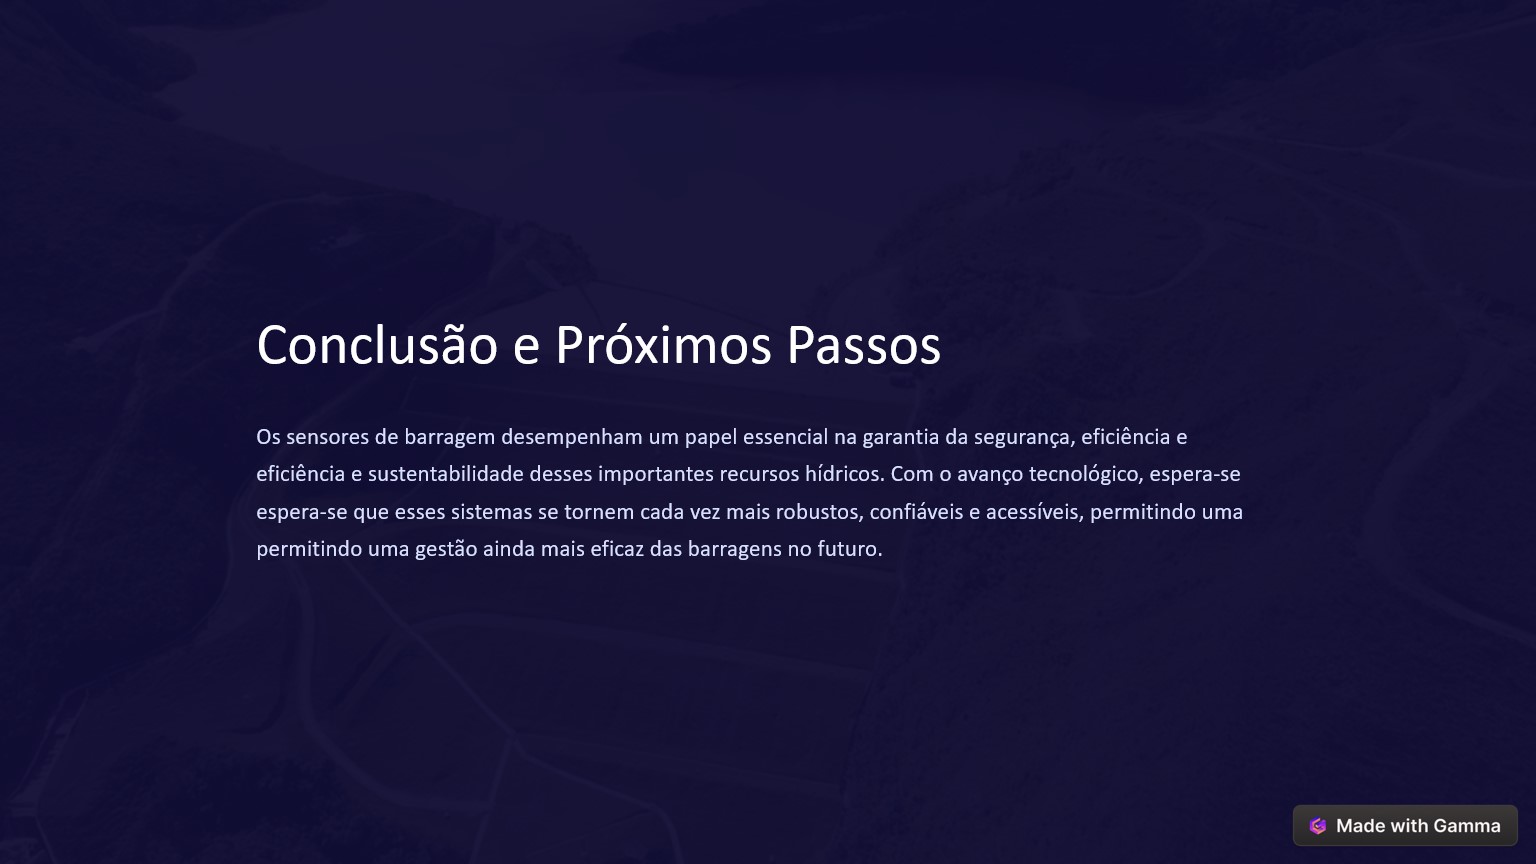 Conclusão e Próximos Passos
Os sensores de barragem desempenham um papel essencial na garantia da segurança, eficiência e
eficiência e sustentabilidade desses importantes recursos hídricos. Com o avanço tecnológico, espera-se
espera-se que esses sistemas se tornem cada vez mais robustos, confiáveis e acessíveis, permitindo uma
permitindo uma gestão ainda mais eficaz das barragens no futuro.
Made with Gamma